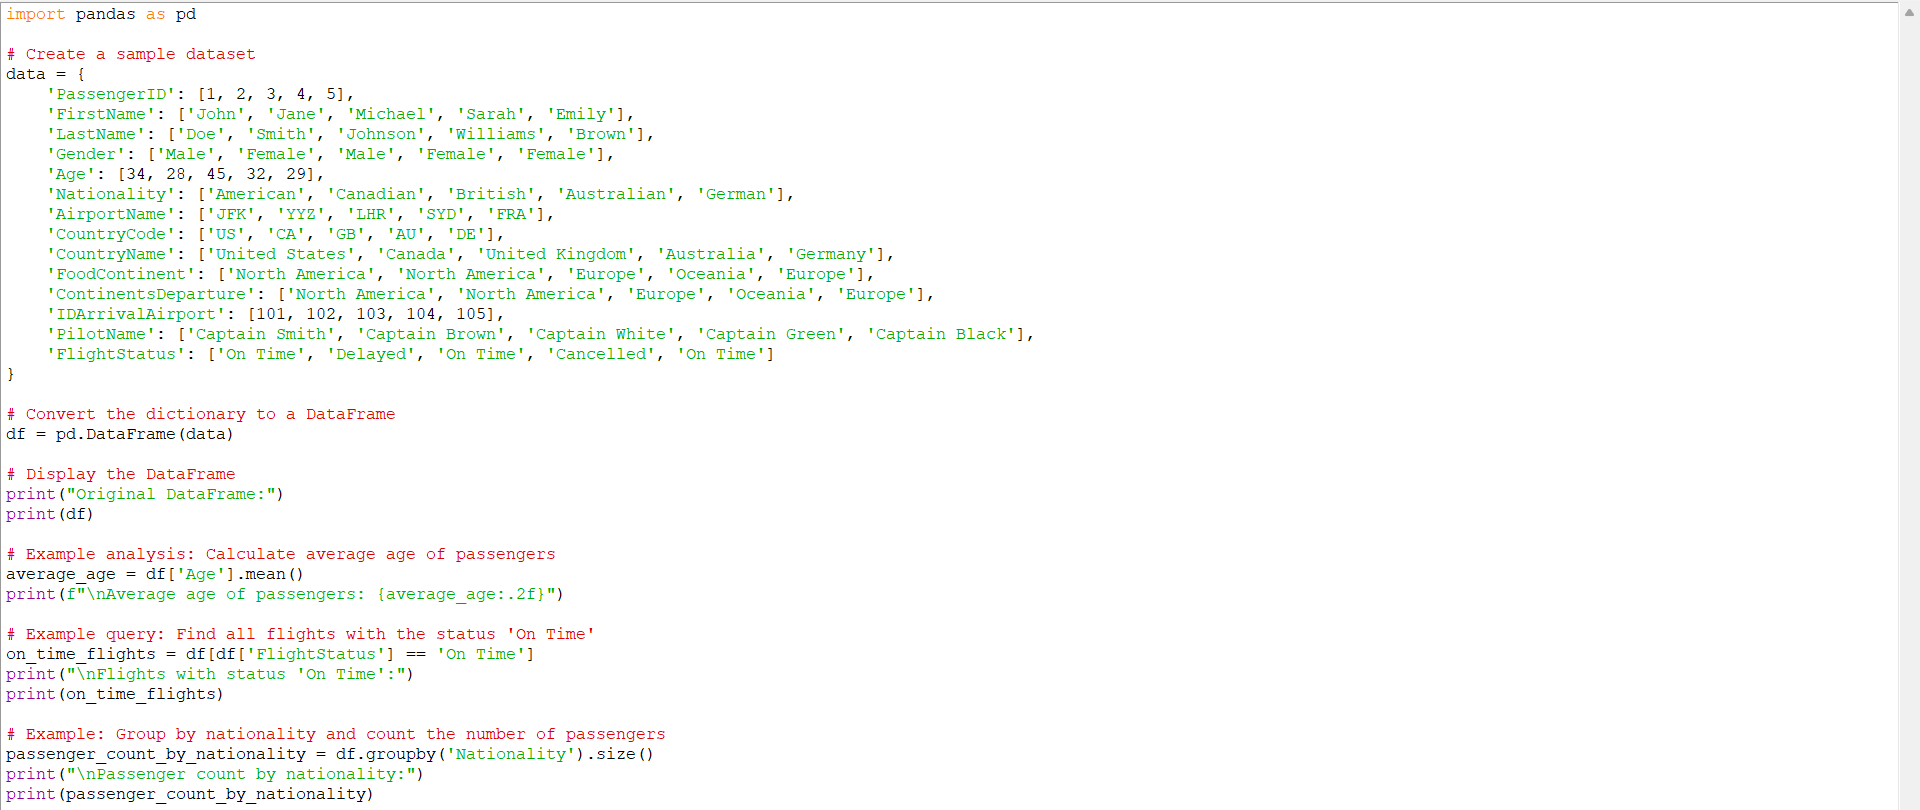 import pandas as pd
# Create a sample dataset
data = {
    'PassengerID': [1, 2, 3, 4, 5],
    'FirstName': ['John', 'Jane', 'Michael', 'Sarah', 'Emily'],
    'LastName': ['Doe', 'Smith', 'Johnson', 'Williams', 'Brown'],
    'Gender': ['Male', 'Female', 'Male', 'Female', 'Female'],
    'Age': [34, 28, 45, 32, 29],
    'Nationality': ['American', 'Canadian', 'British', 'Australian', 'German'],
    'AirportName': ['JFK', 'YYZ', 'LHR', 'SYD', 'FRA'],
    'CountryCode': ['US', 'CA', 'GB', 'AU', 'DE'],
    'CountryName': ['United States', 'Canada', 'United Kingdom', 'Australia', 'Germany'],
    'FoodContinent': ['North America', 'North America', 'Europe', 'Oceania', 'Europe'],
    'ContinentsDeparture': ['North America', 'North America', 'Europe', 'Oceania', 'Europe'],
    'IDArrivalAirport': [101, 102, 103, 104, 105],
    'PilotName': ['Captain Smith', 'Captain Brown', 'Captain White', 'Captain Green', 'Captain Black'],
    'FlightStatus': ['On Time', 'Delayed', 'On Time', 'Cancelled', 'On Time']
}
# Convert the dictionary to a DataFrame
df = pd.DataFrame(data)
# Display the DataFrame
print("Original DataFrame:")
print(df)
# Example analysis: Calculate average age of passengers
average_age = df['Age'].mean()
print(f"\nAverage age of passengers: {average_age:.2f}")
# Example query: Find all flights with the status 'On Time'
on_time_flights = df[df['FlightStatus'] == 'On Time']
print("\nFlights with status 'On Time':")
print(on_time_flights)
# Example: Group by nationality and count the number of passengers
passenger_count_by_nationality = df.groupby('Nationality').size()
print("\nPassenger count by nationality:")
print(passenger_count_by_nationality)